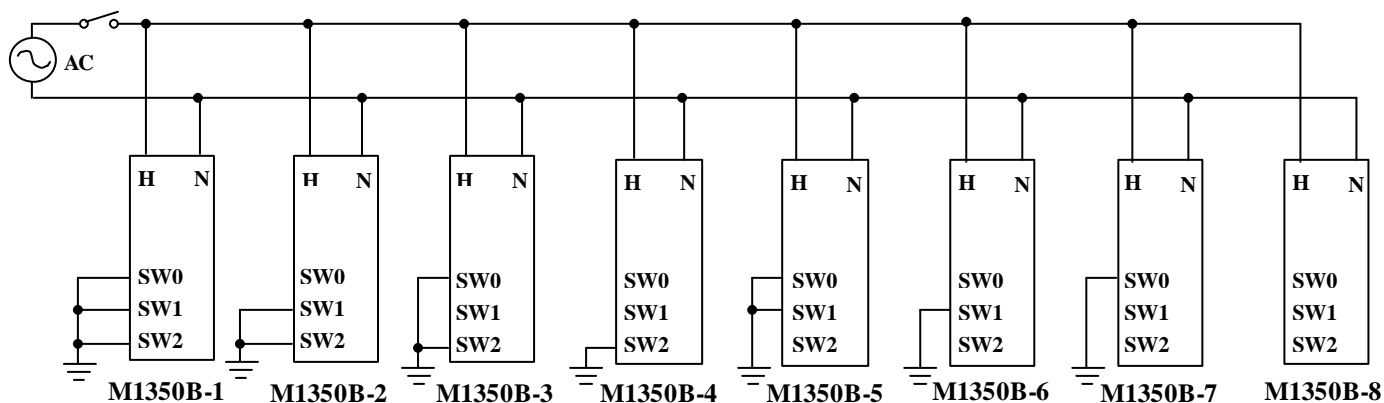 AC
H N
H N
H N
H N
H N
H N
H N
H N
SW0
SW1
SW2
SW0
SW1
SW2
SW0
SW1
SW2
SW0
SW1
SW2
SW0
SW1
SW2
SW0
SW1
SW2
SW0
SW1
SW2
SW0
SW1
SW2
M1350B-1
M1350B-2
M1350B-3
M1350B-4
M1350B-5
M1350B-6
M1350B-7
M1350B-8